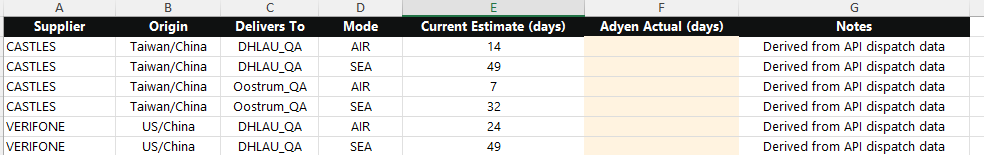 A B C D E F G
Supplier Origin Delivers To Mode Current Estimate (days) Adyen Actual (days) Notes
CASTLES Taiwan/China DHLAU_QA AIR 14 Derived from API dispatch data
CASTLES Taiwan/China DHLAU_QA SEA 49 Derived from API dispatch data
CASTLES Taiwan/China Oostrum_QA AIR 7 Derived from API dispatch data
CASTLES Taiwan/China Oostrum_QA SEA 32 Derived from API dispatch data
VERIFONE US/China DHLAU_QA AIR 24 Derived from API dispatch data
VERIFONE US/China DHLAU_QA SEA 49 Derived from API dispatch data